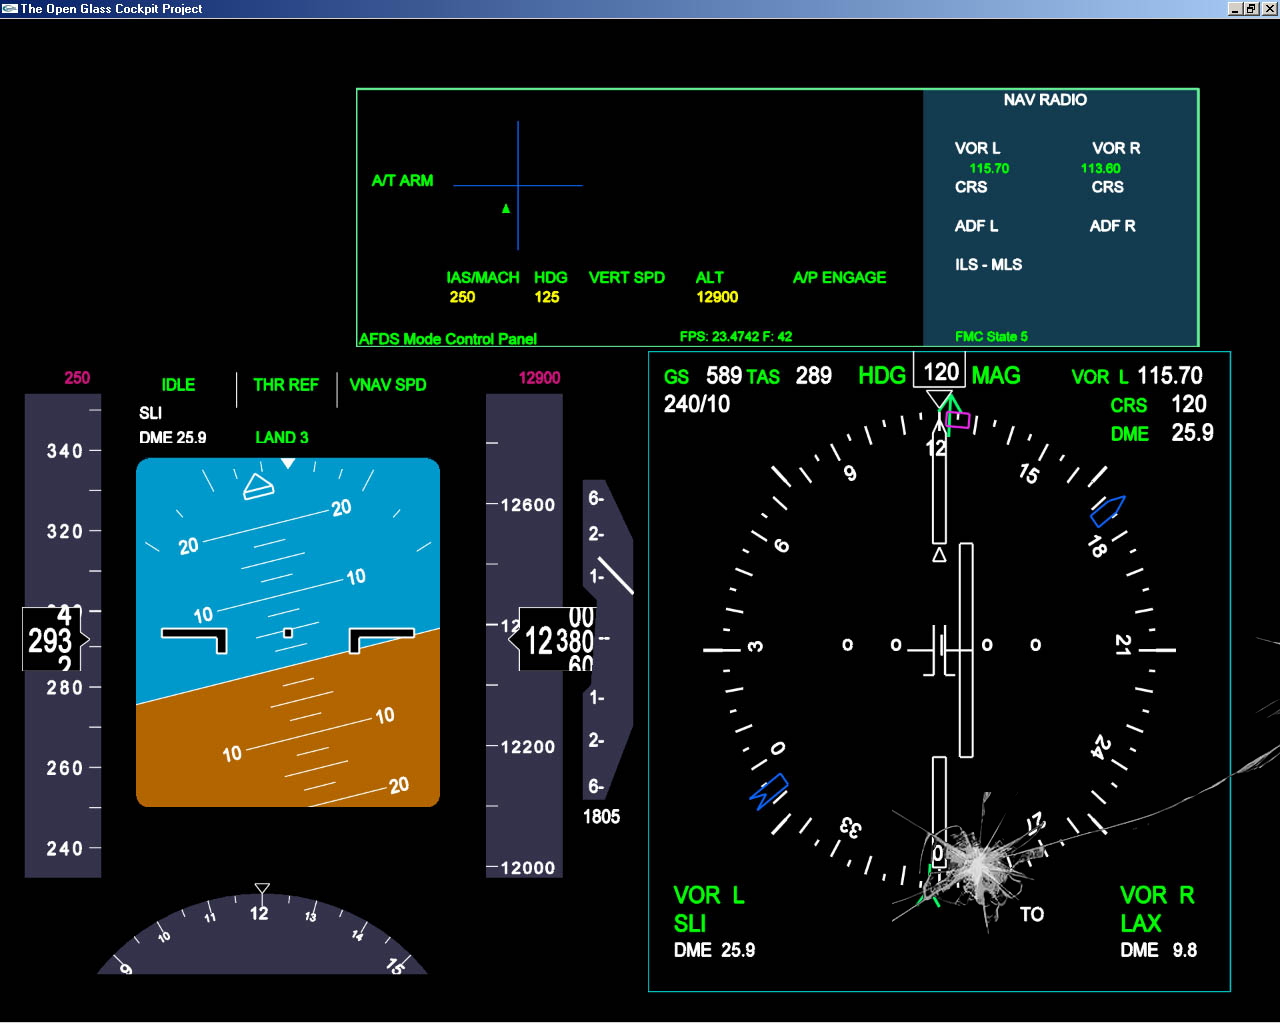 The Open Glass Cockpit Project
NAV RADIO
VOR L VOR R
115.70 113.60
A/T ARM
CRS CRS
ADF L ADF R
ILS - MLS
IAS/MACH HDG VERT SPD ALT A/P ENGAGE
250 125 12900
AFDS Mode Control Panel FPS: 23.4742 F: 42 FMC State 5
250 IDLE THR REF VNAV SPD 12900
SLI
DME 25.9 LAND 3
340
320
280
260
240
293
20 20
10 10
10 10
20
12600
12200
12000
12380
00
60
6-
2-
1-
1-
2-
6-
1805
9 10 11 12 13 14 15
GS 589 TAS 289 HDG 120 MAG VOR L 115.70
240/10 CRS 120
DME 25.9
12
9 15
6 18
3 21
0 24
33 27
TO
VOR L VOR R
SLI LAX
DME 25.9 DME 9.8